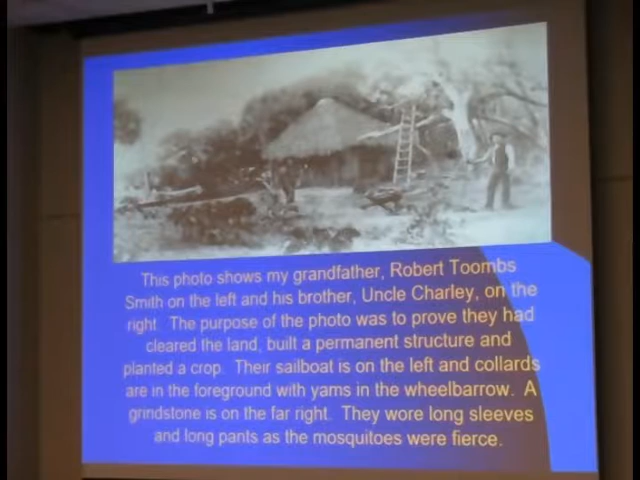 This photo shows my grandfather, Robert Toombs
Smith on the left and his brother, Uncle Charley, on the
right. The purpose of the photo was to prove they had
cleared the land, built a permanent structure and
planted a crop. Their sailboat is on the left and collards
are in the foreground with yams in the wheelbarrow. A
grindstone is on the far right. They wore long sleeves
and long pants as the mosquitoes were fierce.